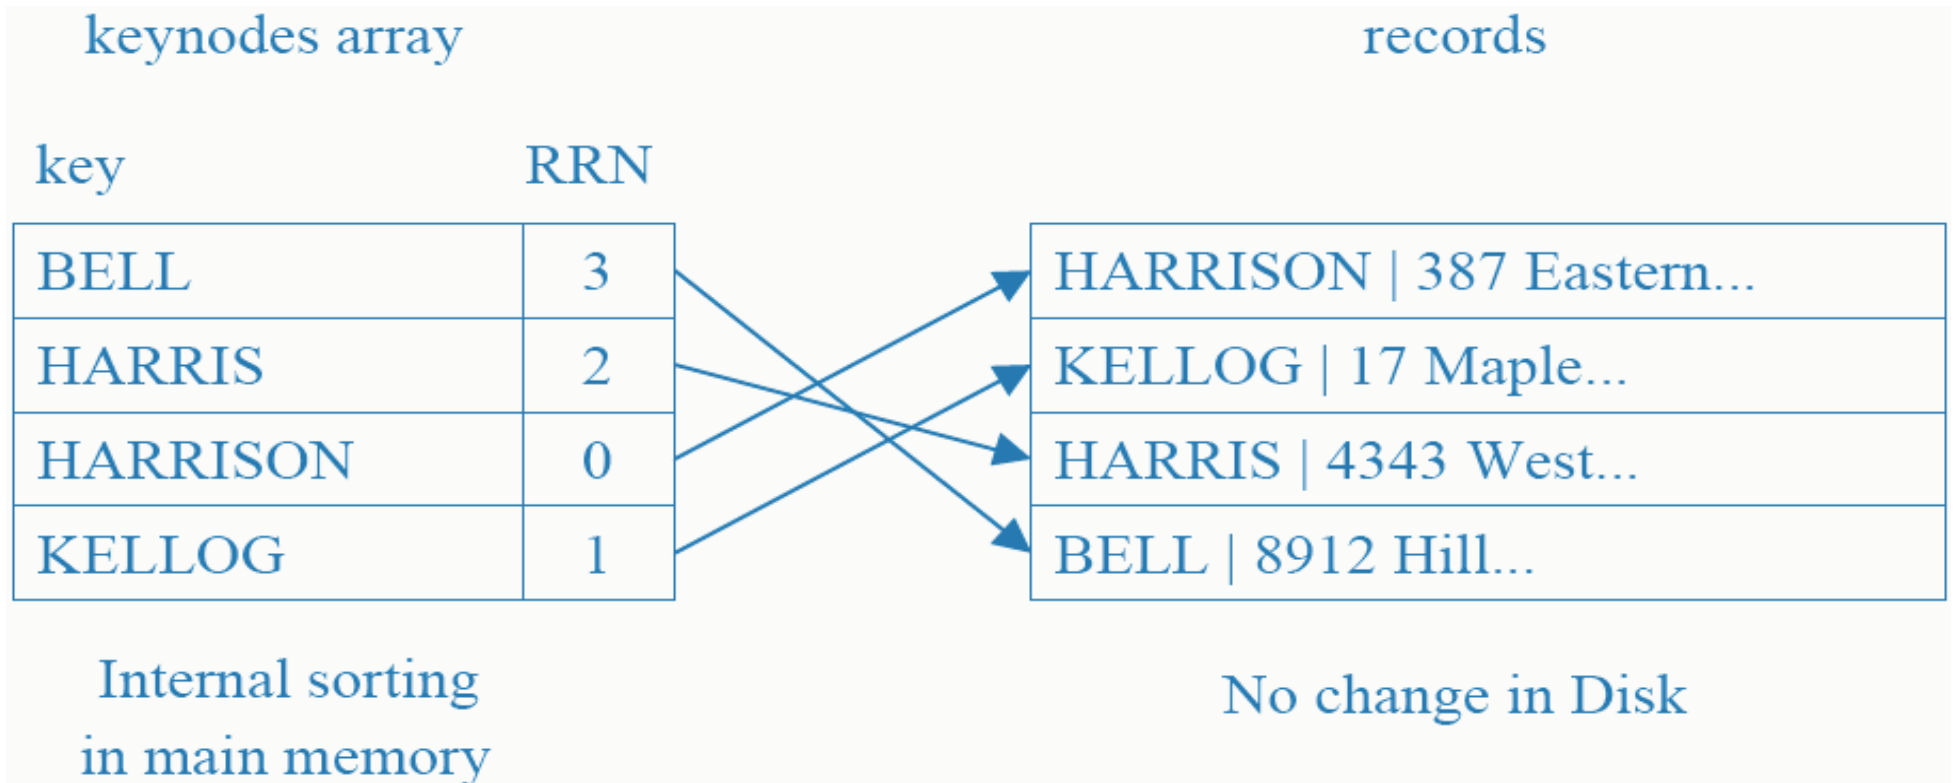 keynodes array records
key RRN
BELL 3 HARRISON | 387 Eastern...
HARRIS 2 KELLOG | 17 Maple...
HARRISON 0 HARRIS | 4343 West...
KELLOG 1 BELL | 8912 Hill...
Internal sorting
in main memory
No change in Disk